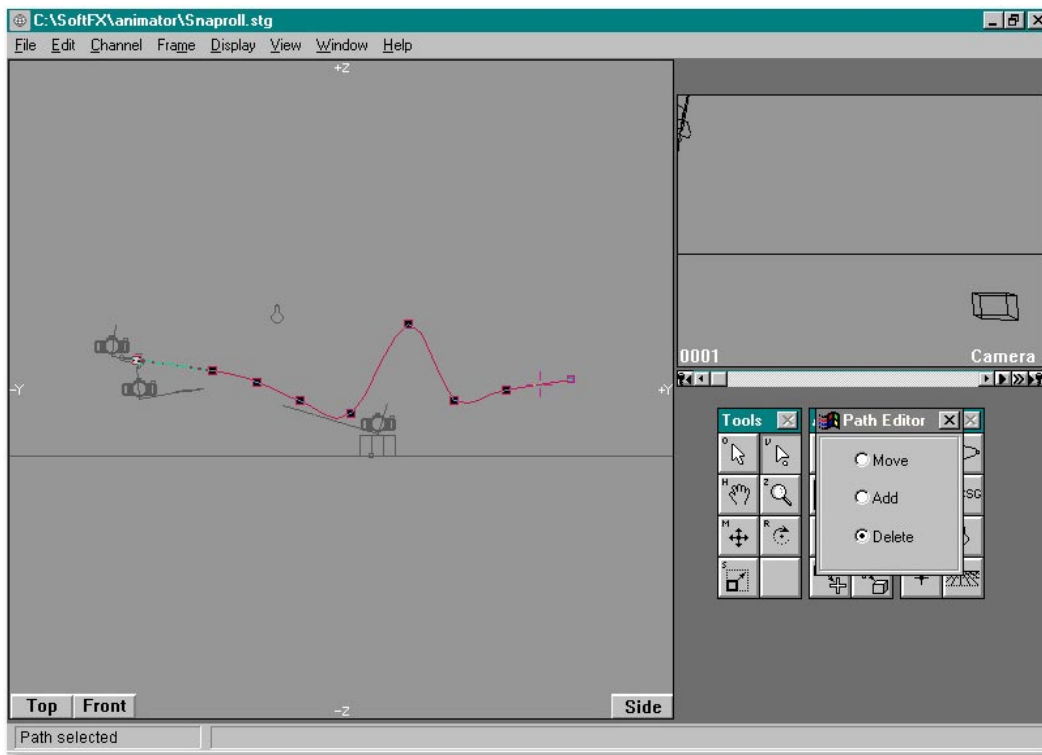 C:\SoftFX\animator\Snaproll.stg
File Edit Channel Frame Display View Window Help
+Z
-Y
+Y
0001 Camera
Tools
Path Editor
O V
Move
H Z
Add
CSG
M R
Delete
S
Top Front
-Z
Side
Path selected